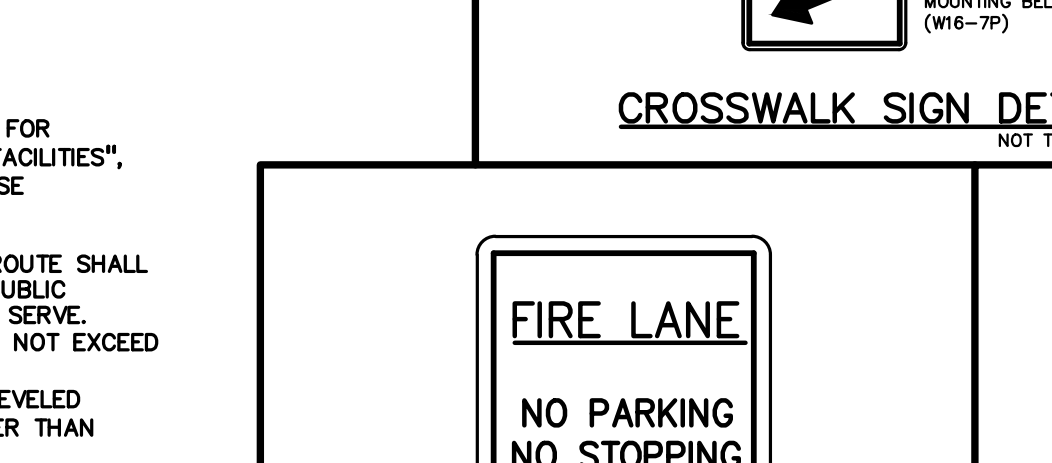 MOUNTING BEL
(W16-7P)
CROSSWALK SIGN DET
NOT T
FOR
FACILITIES",
SE
ROUTE SHALL
UBLIC
SERVE.
NOT EXCEED
EVELED
ER THAN
FIRE LANE
NO PARKING
NO STOPPING